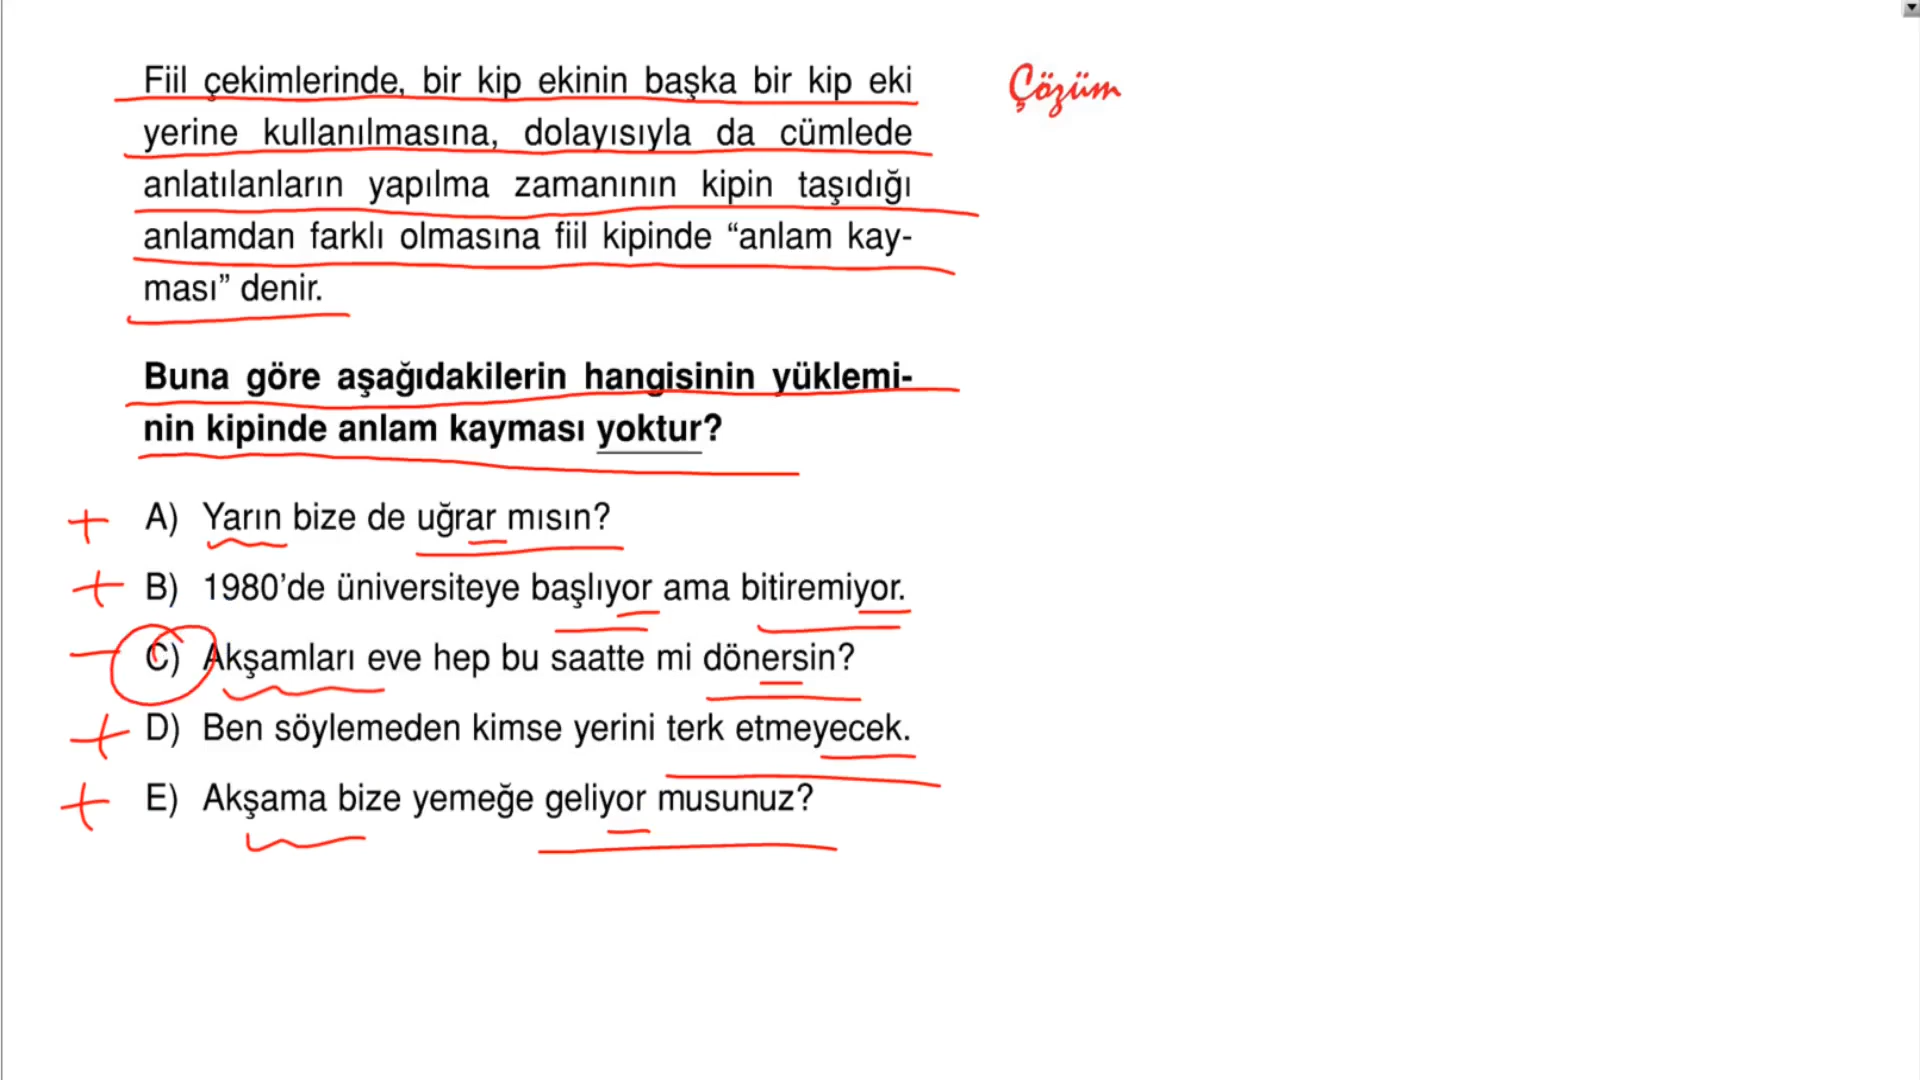 Fiil çekimlerinde, bir kip ekinin başka bir kip eki
yerine kullanılmasına, dolayısıyla da cümlede
anlatılanların yapılma zamanının kipin taşıdığı
anlamdan farklı olmasına fiil kipinde “anlam kay-
ması” denir.
Buna göre aşağıdakilerin hangisinin yüklemi-
nin kipinde anlam kayması yoktur?
+ A) Yarın bize de uğrar mısın?
+ B) 1980’de üniversiteye başlıyor ama bitiremiyor.
- C) Akşamları eve hep bu saatte mi dönersin?
+ D) Ben söylemeden kimse yerini terk etmeyecek.
+ E) Akşama bize yemeğe geliyor musunuz?
Çözüm